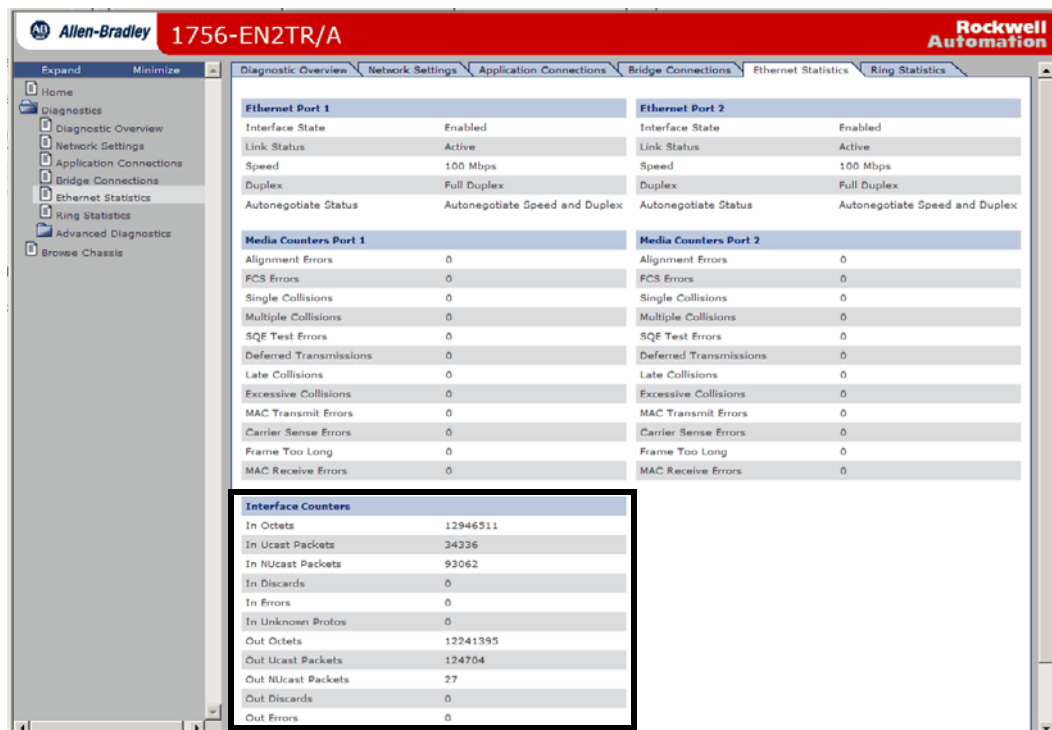 AB Allen-Bradley 1756-EN2TR/A Rockwell Automation
Expand Minimize
Home
Diagnostics
Diagnostic Overview
Network Settings
Application Connections
Bridge Connections
Ethernet Statistics
Ring Statistics
Advanced Diagnostics
Browse Chassis
Diagnostic Overview Network Settings Application Connections Bridge Connections Ethernet Statistics Ring Statistics
Ethernet Port 1
Interface State Enabled
Link Status Active
Speed 100 Mbps
Duplex Full Duplex
Autonegotiate Status Autonegotiate Speed and Duplex
Ethernet Port 2
Interface State Enabled
Link Status Active
Speed 100 Mbps
Duplex Full Duplex
Autonegotiate Status Autonegotiate Speed and Duplex
Media Counters Port 1
Alignment Errors 0
FCS Errors 0
Single Collisions 0
Multiple Collisions 0
SQE Test Errors 0
Deferred Transmissions 0
Late Collisions 0
Excessive Collisions 0
MAC Transmit Errors 0
Carrier Sense Errors 0
Frame Too Long 0
MAC Receive Errors 0
Media Counters Port 2
Alignment Errors 0
FCS Errors 0
Single Collisions 0
Multiple Collisions 0
SQE Test Errors 0
Deferred Transmissions 0
Late Collisions 0
Excessive Collisions 0
MAC Transmit Errors 0
Carrier Sense Errors 0
Frame Too Long 0
MAC Receive Errors 0
Interface Counters
In Octets 12946511
In Ucast Packets 34336
In NUcast Packets 93062
In Discards 0
In Errors 0
In Unknown Protos 0
Out Octets 12241395
Out Ucast Packets 124704
Out NUcast Packets 27
Out Discards 0
Out Errors 0